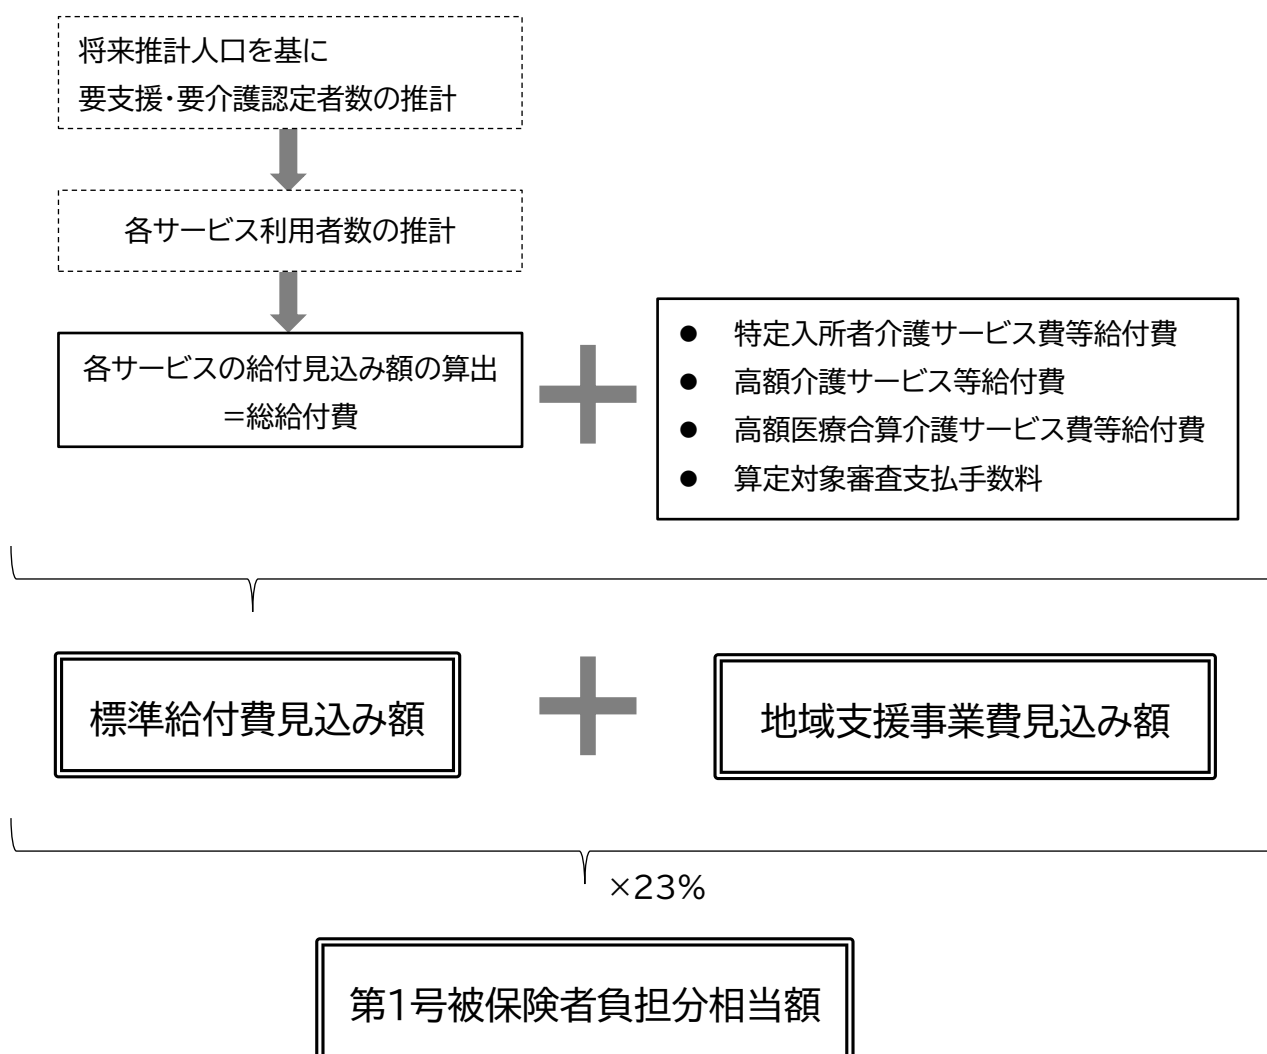 将来推計人口を基に
要支援・要介護認定者数の推計
各サービス利用者数の推計
各サービスの給付見込み額の算出
＝総給付費
● 特定入所者介護サービス費等給付費
● 高額介護サービス等給付費
● 高額医療合算介護サービス費等給付費
● 算定対象審査支払手数料
標準給付費見込み額
地域支援事業費見込み額
×23％
第1号被保険者負担分相当額